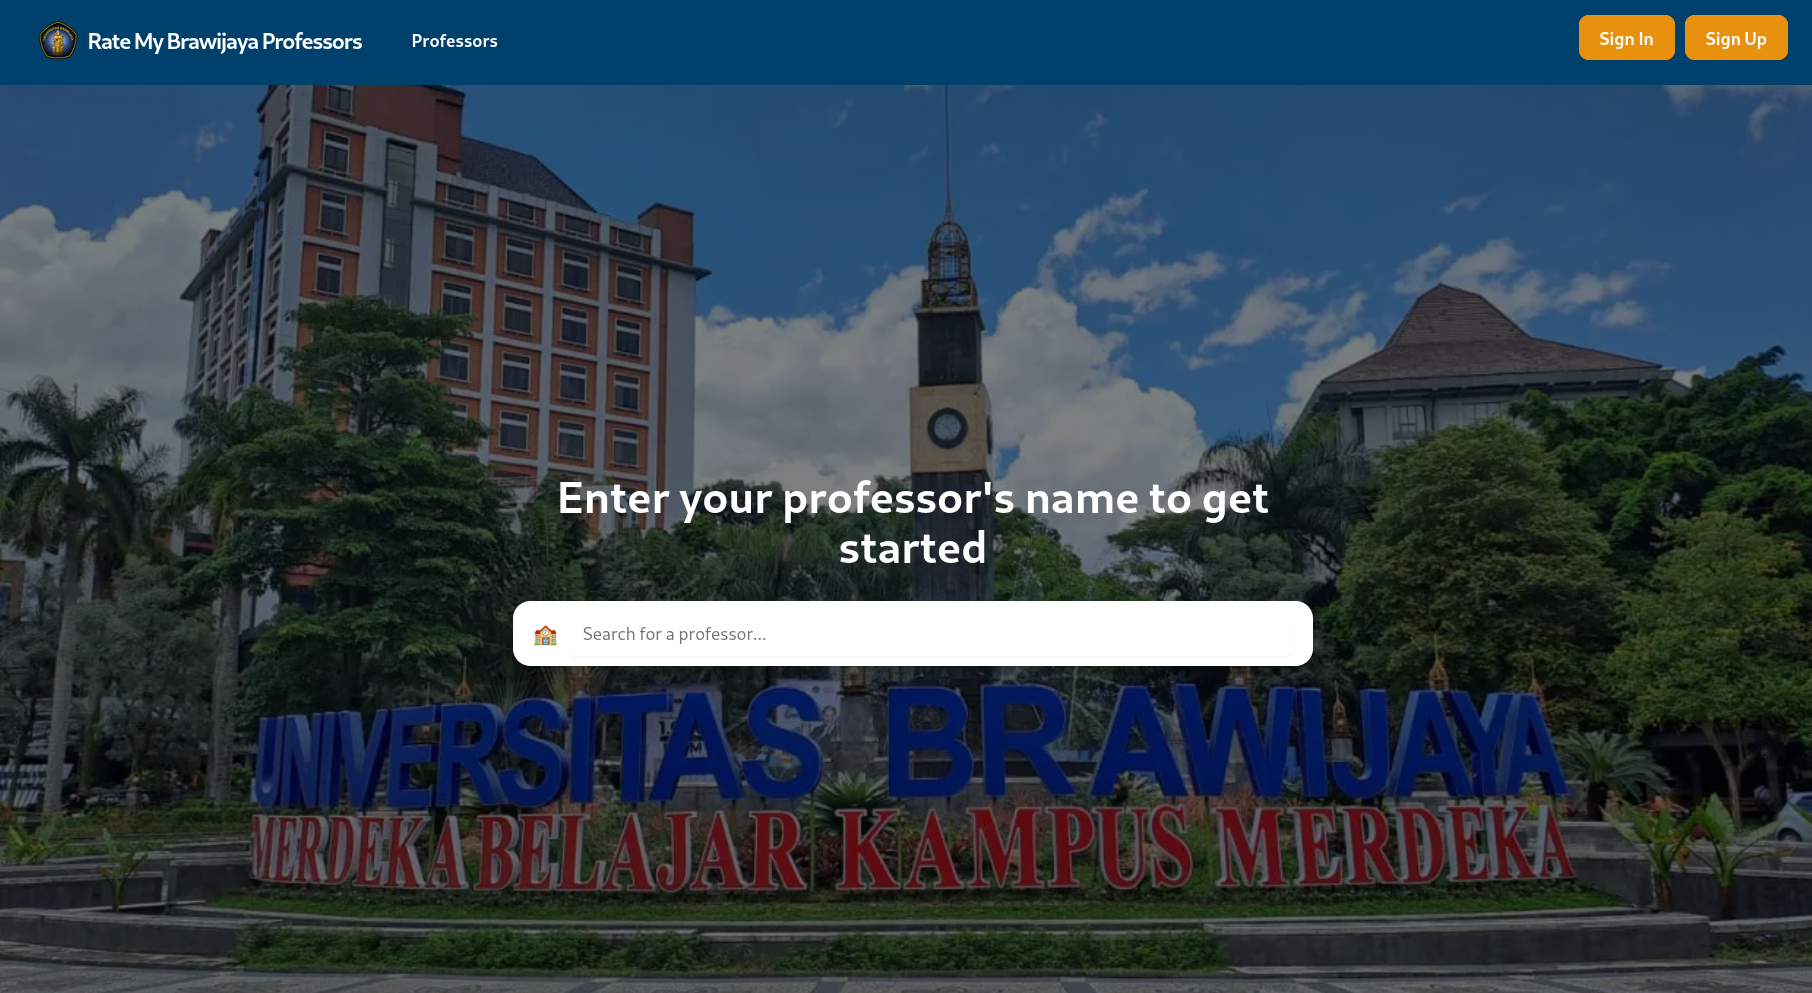 Rate My Brawijaya Professors
Professors
Sign In
Sign Up
Enter your professor's name to get
started
Search for a professor...
UNIVERSITAS BRAWIJAYA
MERDEKA BELAJAR KAMPUS MERDEKA